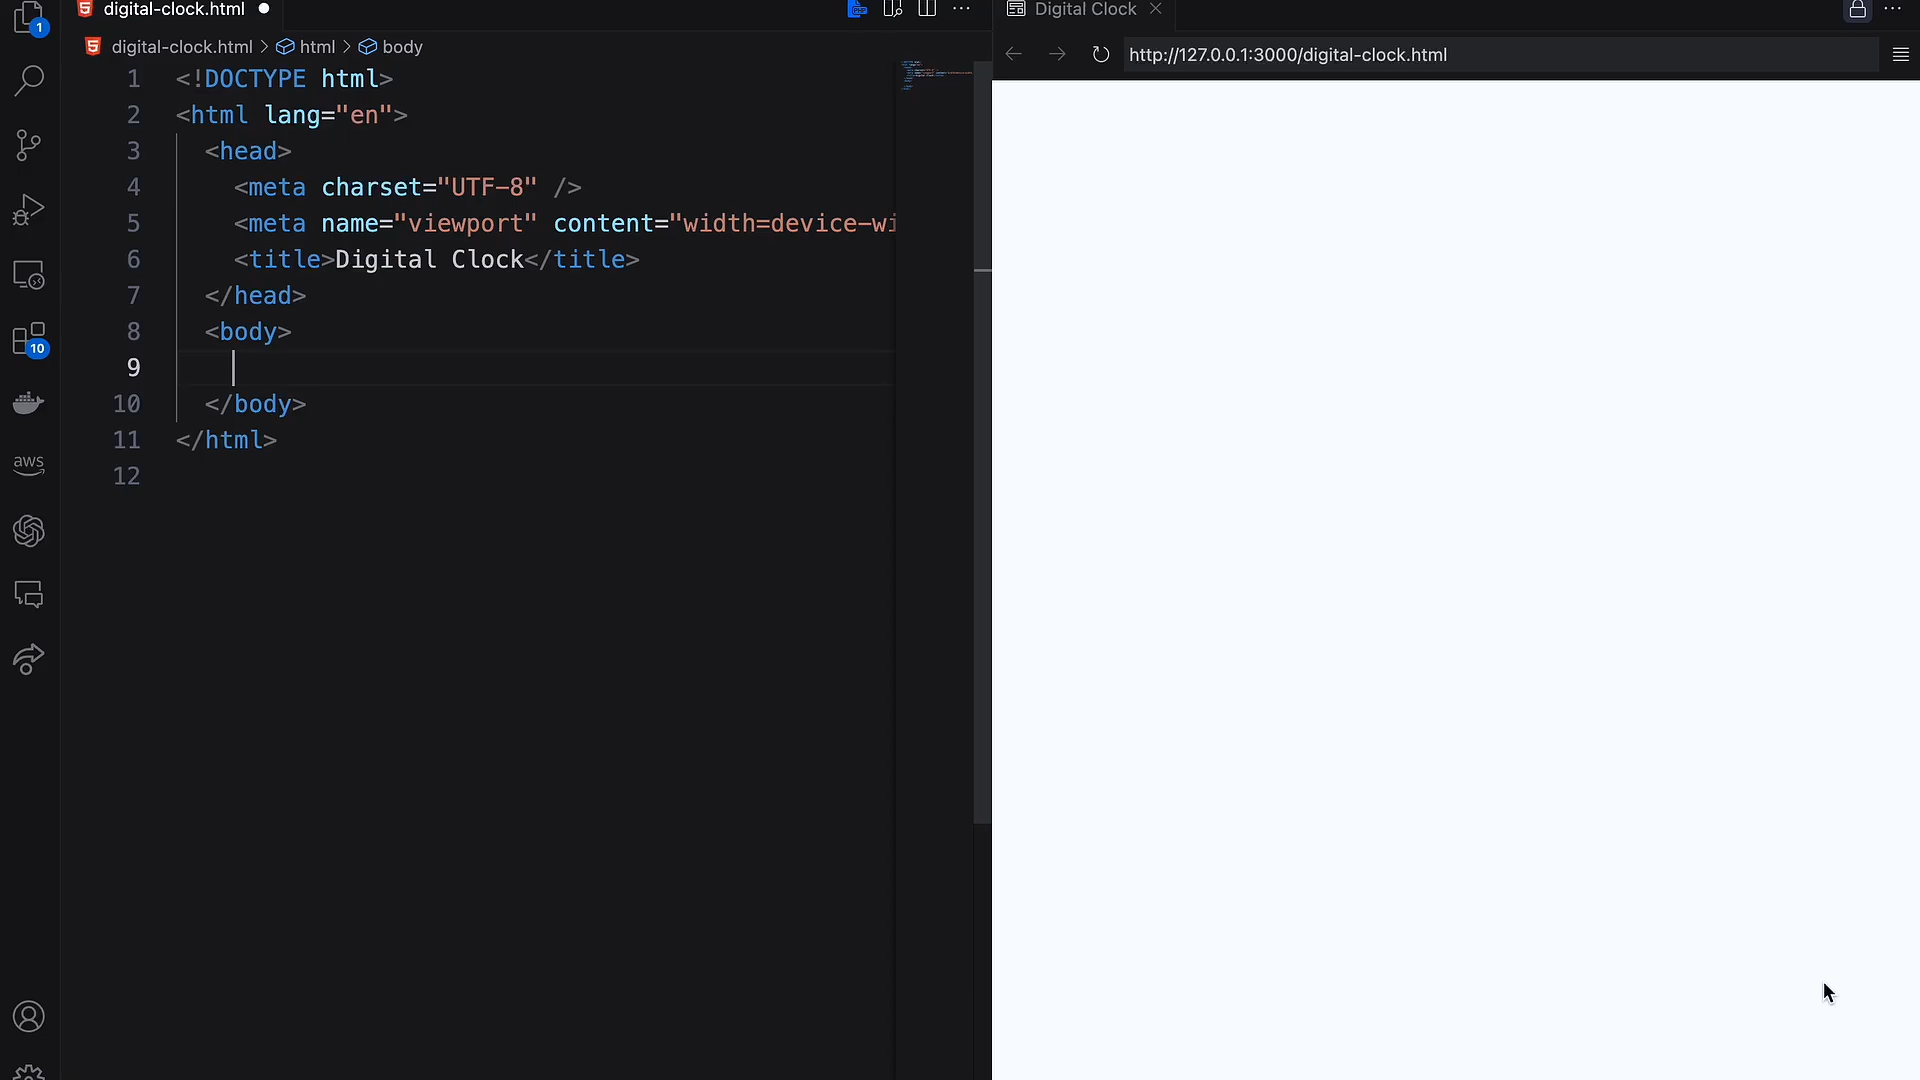 digital-clock.html
Digital Clock
digital-clock.html > html > body
http://127.0.0.1:3000/digital-clock.html
1 <!DOCTYPE html>
2 <html lang="en">
3 <head>
4 <meta charset="UTF-8" />
5 <meta name="viewport" content="width=device-wi
6 <title>Digital Clock</title>
7 </head>
8 <body>
9
10 </body>
11 </html>
12
1
10
aws